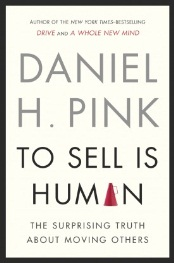 AUTHOR OF THE NEW YORK TIMES-BESTSELLING
DRIVE AND A WHOLE NEW MIND
DANIEL
H. PINK
TO SELL IS
HUMAN
THE SURPRISING TRUTH
ABOUT MOVING OTHERS